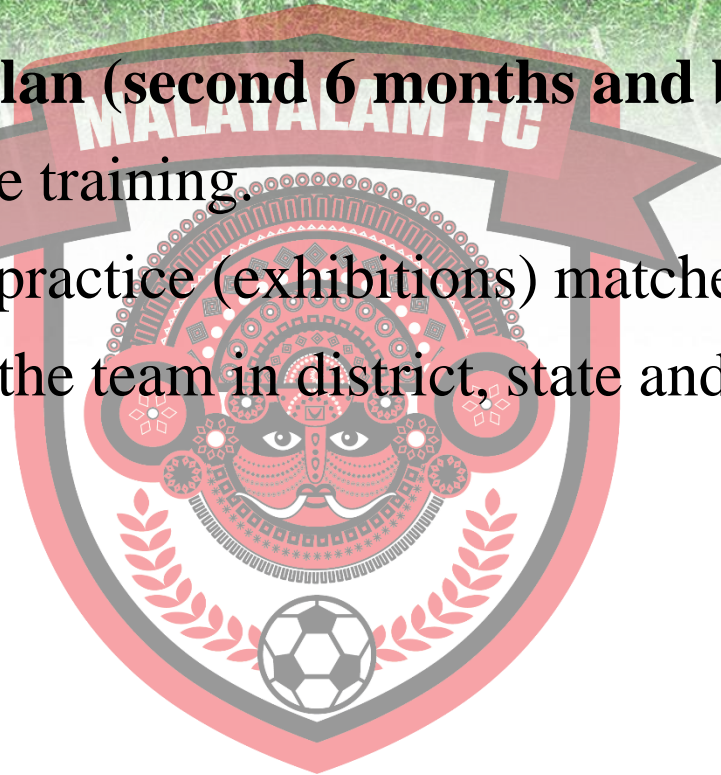 lan (second 6 months and b
MALAYALAM FC
e training.
practice (exhibitions) matche
the team in district, state and